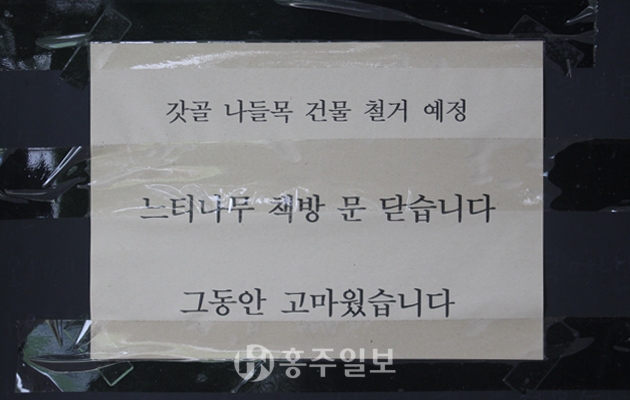 갓골 나들목 건물 철거 예정
느티나무 책방 문 닫습니다
그동안 고마웠습니다
홍주일보